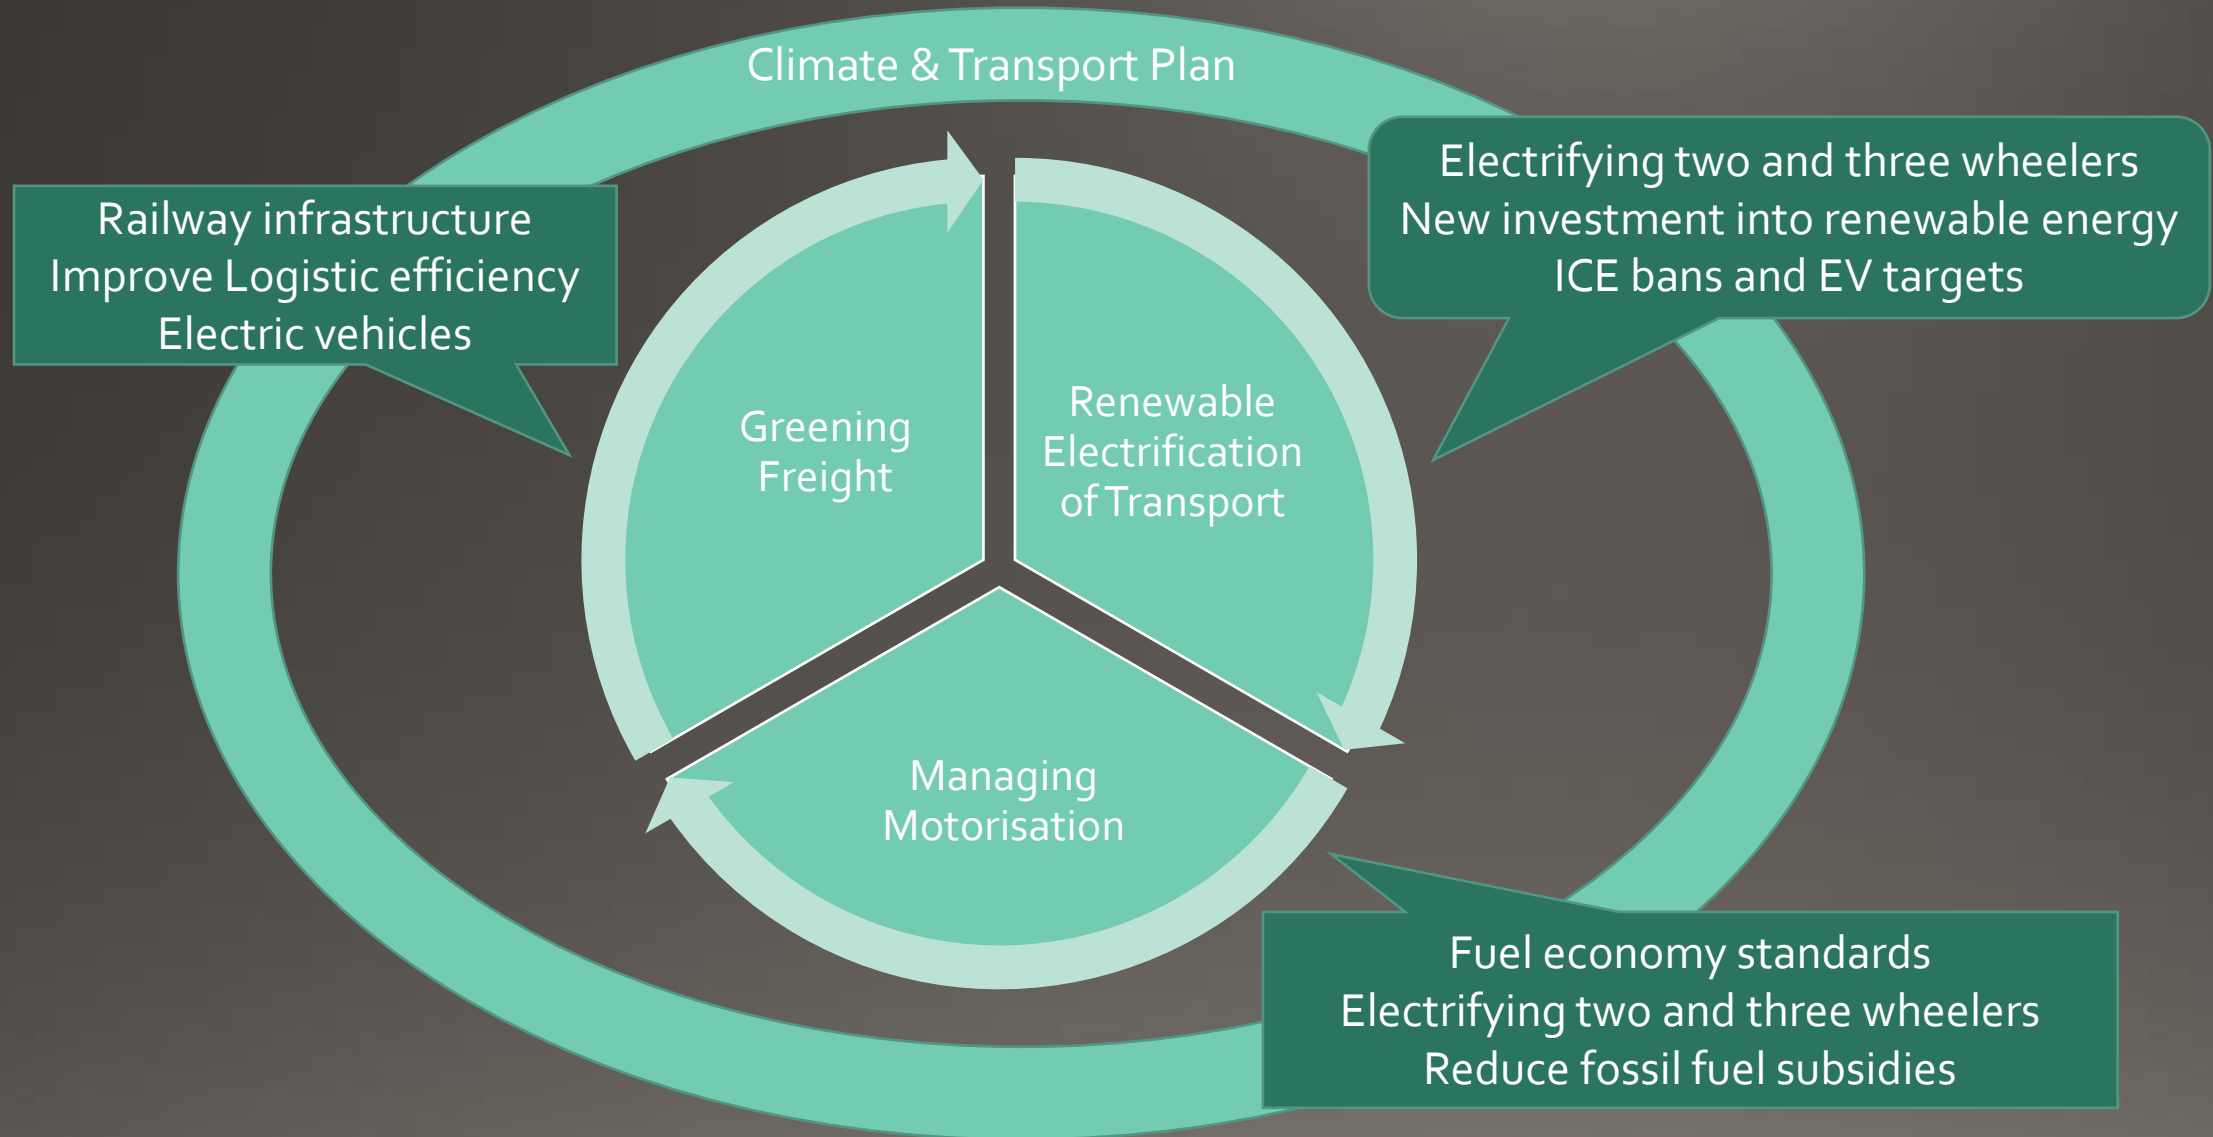 Climate & Transport Plan
Railway infrastructure
Improve Logistic efficiency
Electric vehicles
Electrifying two and three wheelers
New investment into renewable energy
ICE bans and EV targets
Greening
Freight
Renewable
Electrification
of Transport
Managing
Motorisation
Fuel economy standards
Electrifying two and three wheelers
Reduce fossil fuel subsidies